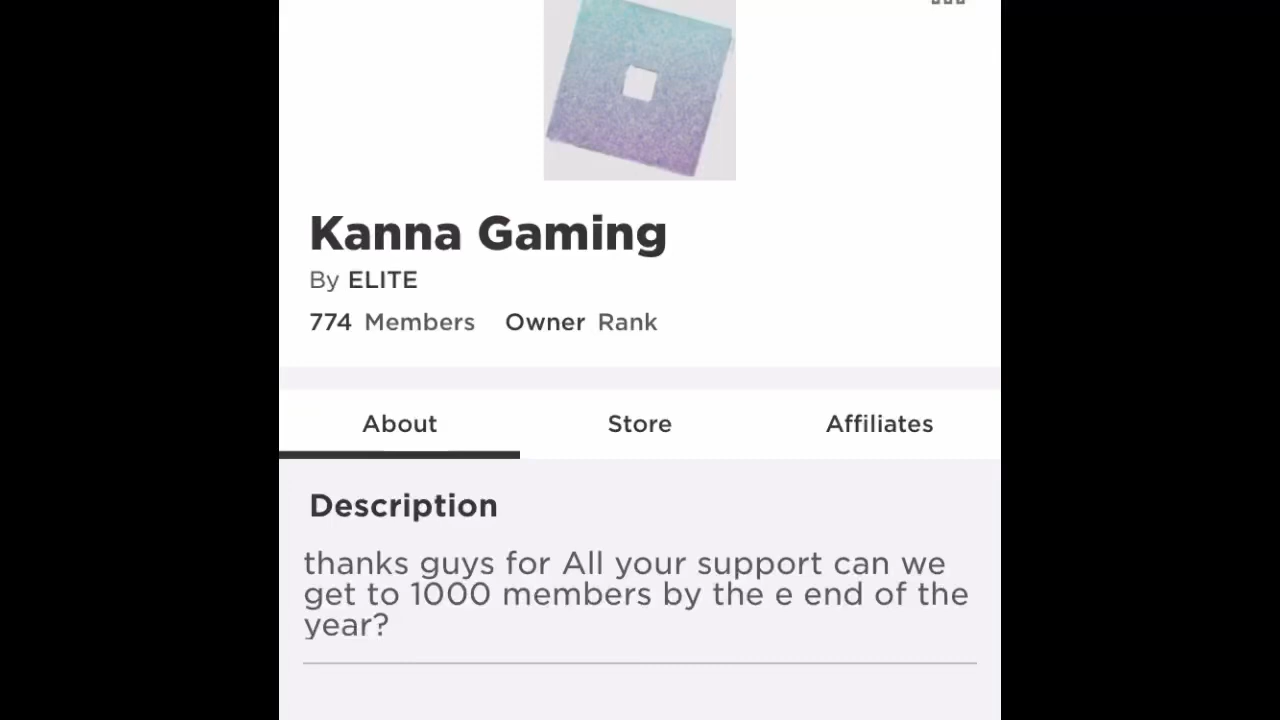 Kanna Gaming
By ELITE
774 Members Owner Rank
About Store Affiliates
Description
thanks guys for All your support can we
get to 1000 members by the e end of the
year?